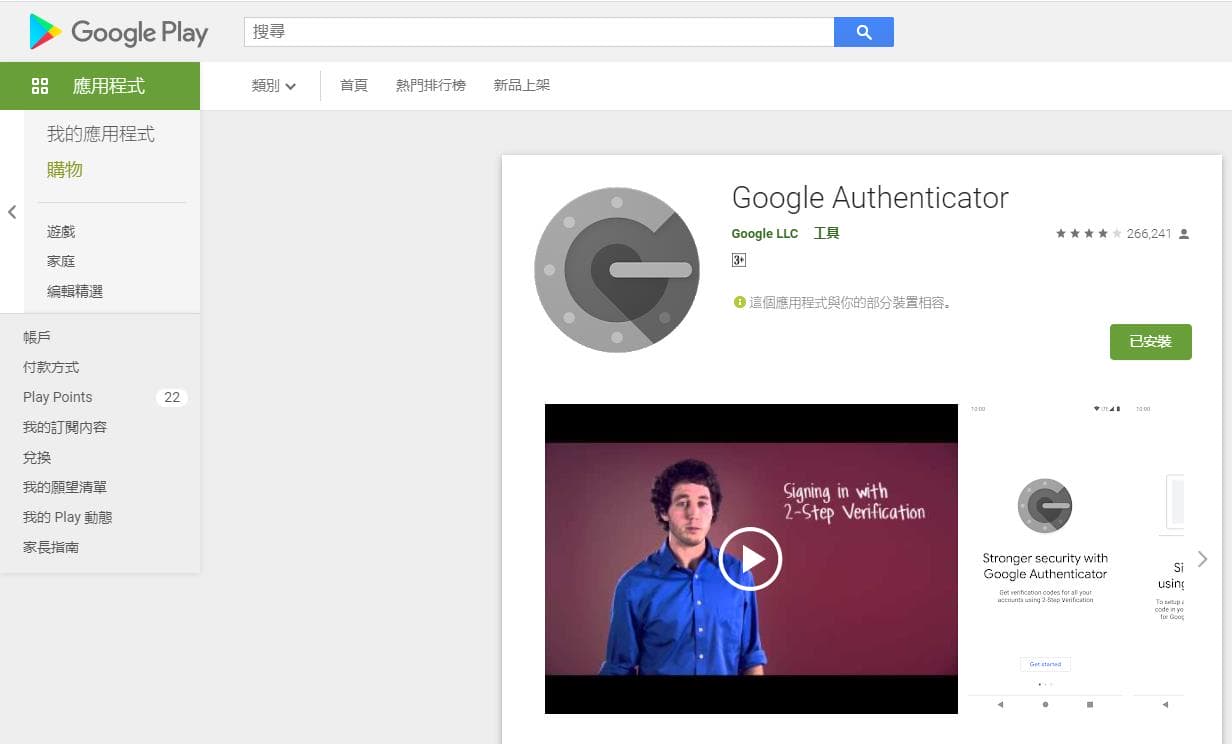 Google Play
搜尋
應用程式
類別
首頁
熱門排行榜
新品上架
我的應用程式
購物
遊戲
家庭
編輯精選
帳戶
付款方式
Play Points 22
我的訂閱內容
兌換
我的願望清單
我的 Play 動態
家長指南
Google Authenticator
Google LLC 工具
266,241
3+
這個應用程式與你的部分裝置相容。
已安裝
Signing in with
2-Step Verification
10:00
LTE
Stronger security with
Google Authenticator
Get verification codes for all your
accounts using 2-Step Verification
Get started
10:00
Si
using
To setup a
code in yo
for Goog